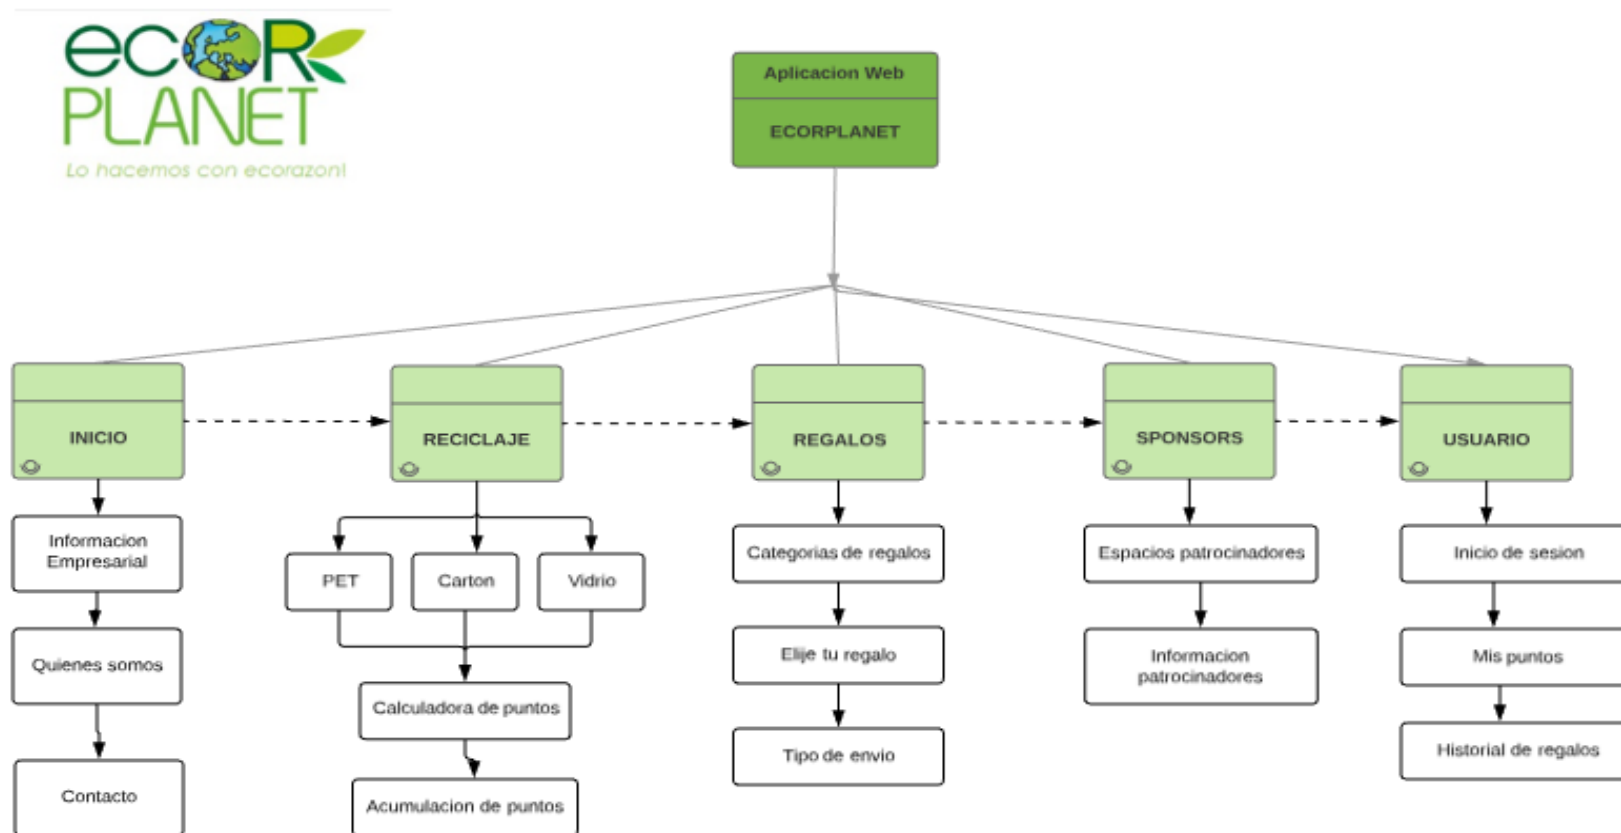 ecoR
PLANET
Lo hacemos con ecorazon!
Aplicacion Web
ECORPLANET
INICIO
RECICLAJE
REGALOS
SPONSORS
USUARIO
Informacion
Empresarial
Quienes somos
Contacto
PET
Carton
Vidrio
Calculadora de puntos
Acumulacion de puntos
Categorias de regalos
Elije tu regalo
Tipo de envio
Espacios patrocinadores
Informacion
patrocinadores
Inicio de sesion
Mis puntos
Historial de regalos